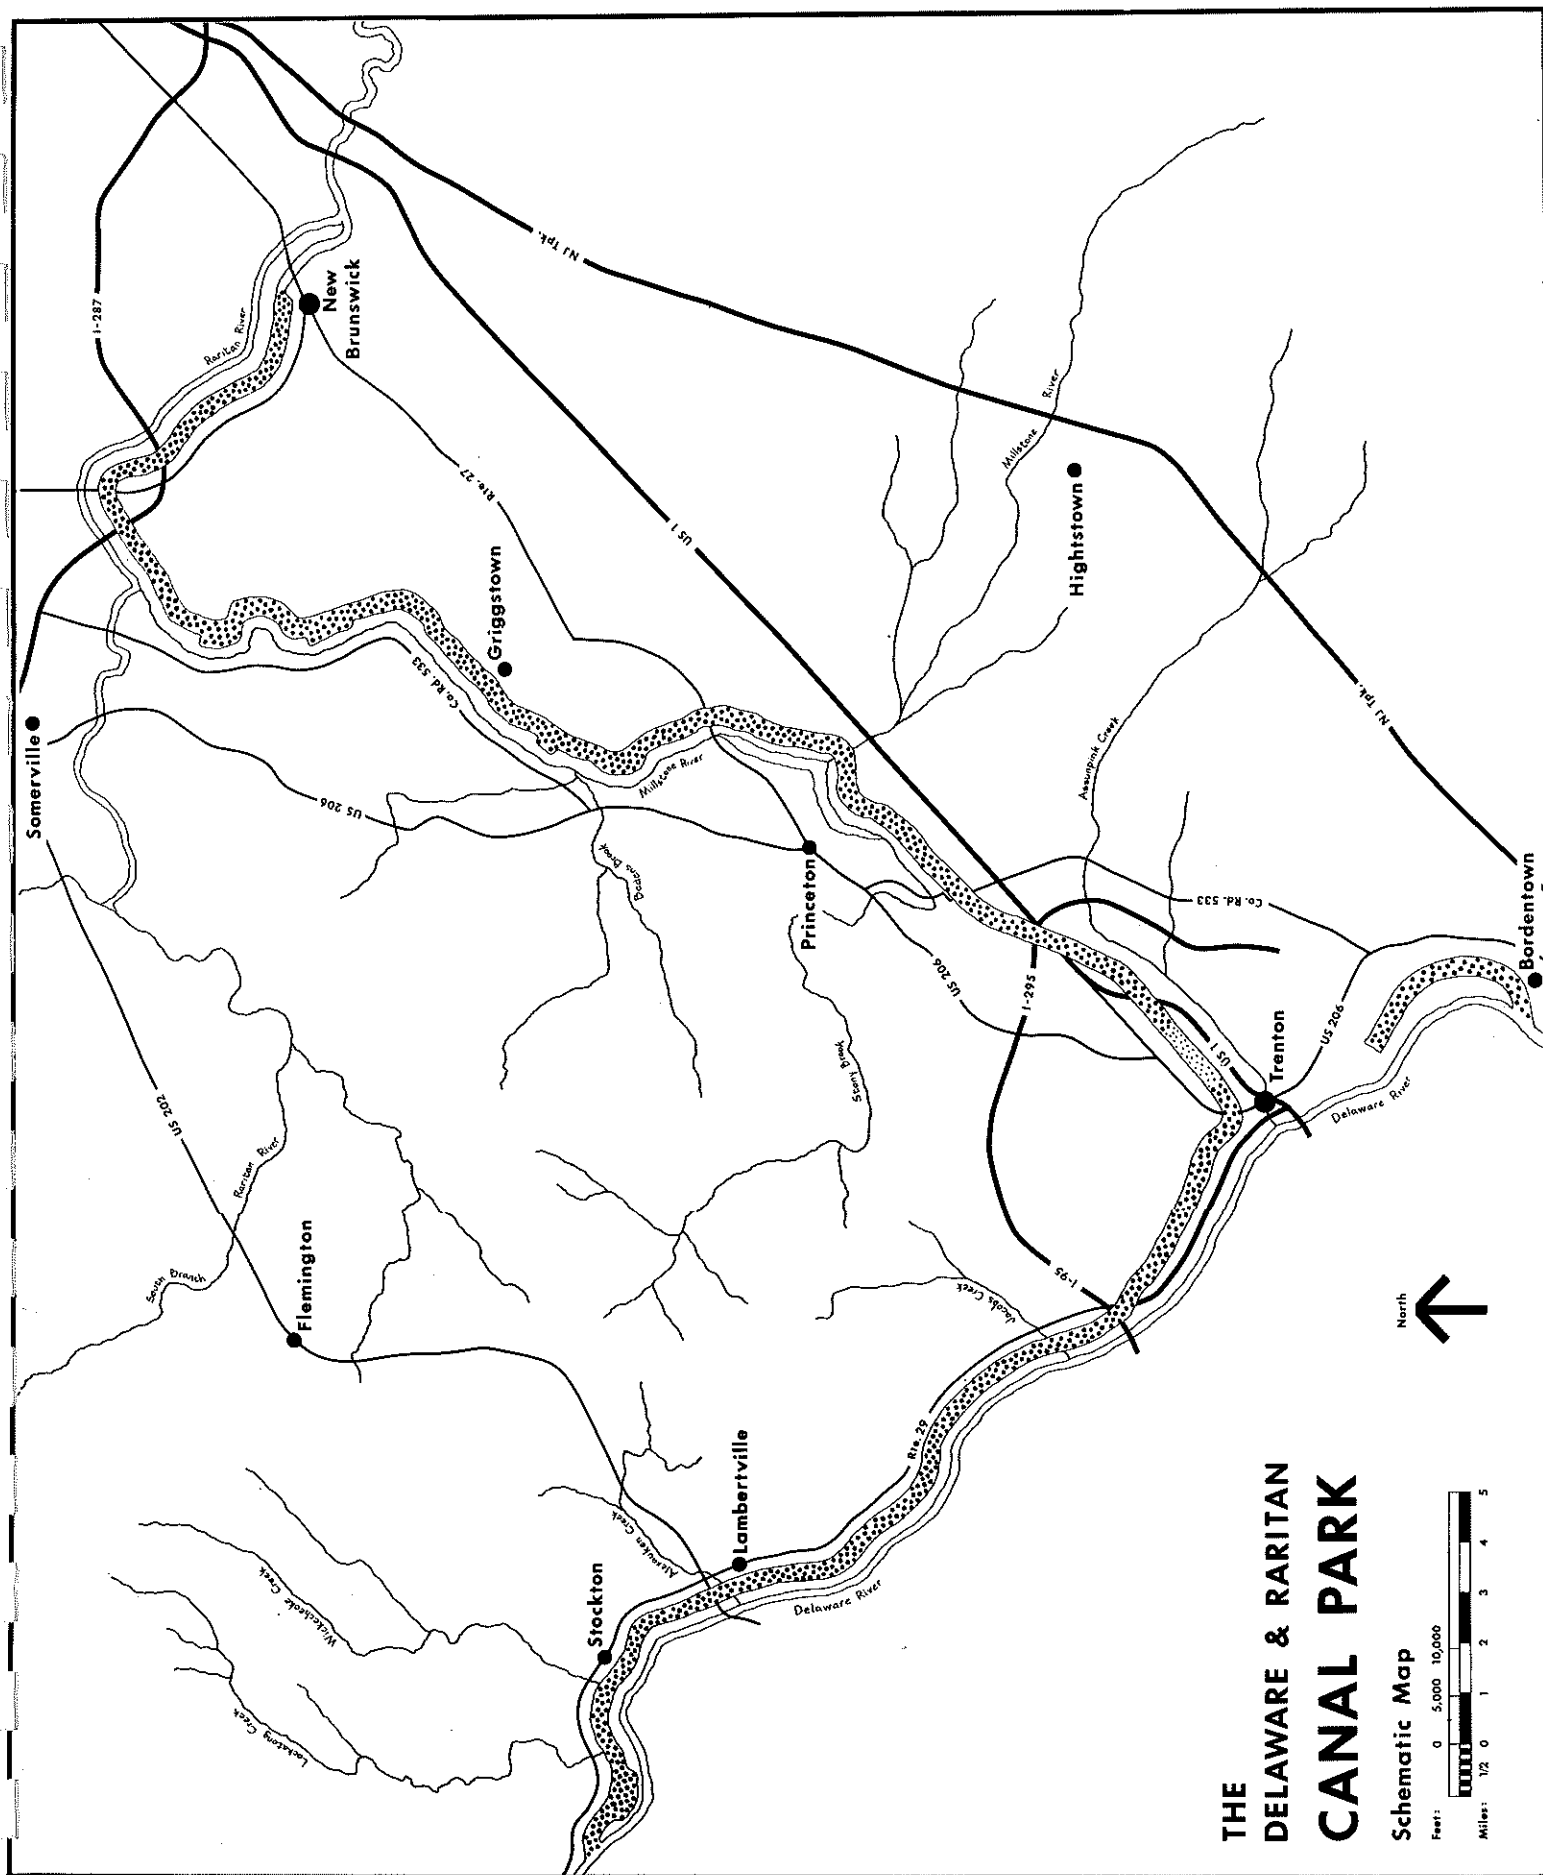 THE
DELAWARE & RARITAN
CANAL PARK
Schematic Map
Feet: 0 5,000 10,000
Miles: 1/2 0 1 2 3 4 5
North
Lockatong Creek
Wickecheoke Creek
Stockton
Alexauken Creek
Lambertville
Delaware River
Rte. 29
South Branch
Raritan River
Flemington
US 202
Jacobs Creek
I-95
Stony Brook
I-295
US 206
US 1
Trenton
US 206
Delaware River
Bordentown
Co. Rd. 533
Somerville
US 206
Bedens Brook
Princeton
Millstone River
Co. Rd. 533
Griggstown
Assunpink Creek
NJ Tpk.
Hightstown
Millstone River
US 1
Rte. 27
I-287
Raritan River
New
Brunswick
NJ Tpk.